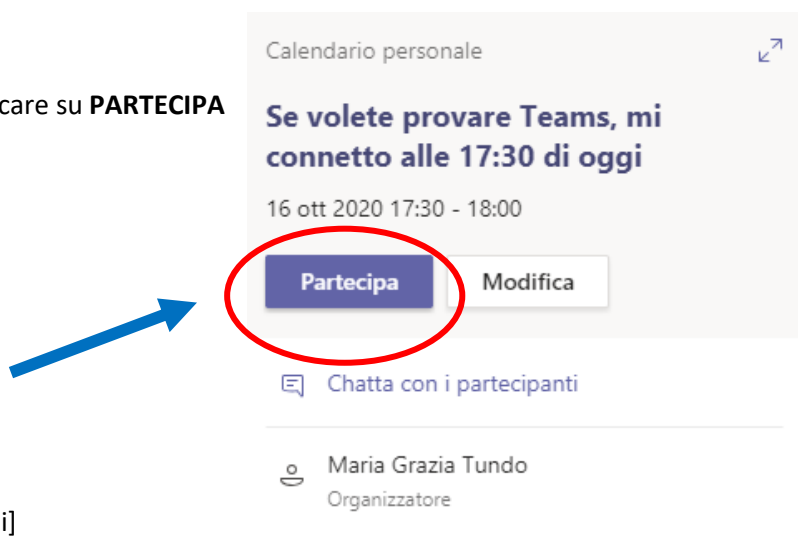 Calendario personale
care su PARTECIPA
Se volete provare Teams, mi
connetto alle 17:30 di oggi
16 ott 2020 17:30 - 18:00
Partecipa
Modifica
Chatta con i partecipanti
Maria Grazia Tundo
Organizzatore
i]